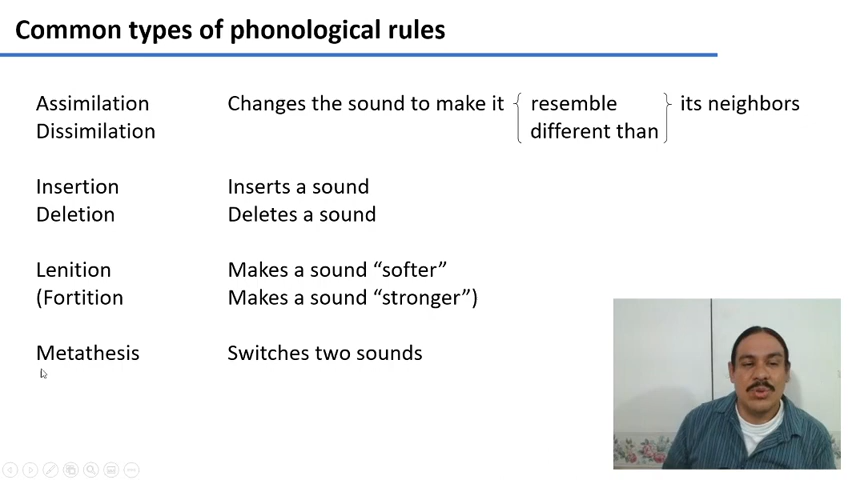 Common types of phonological rules
Assimilation Changes the sound to make it { resemble } its neighbors
Dissimilation different than
Insertion Inserts a sound
Deletion Deletes a sound
Lenition Makes a sound “softer”
(Fortition Makes a sound “stronger”)
Metathesis Switches two sounds